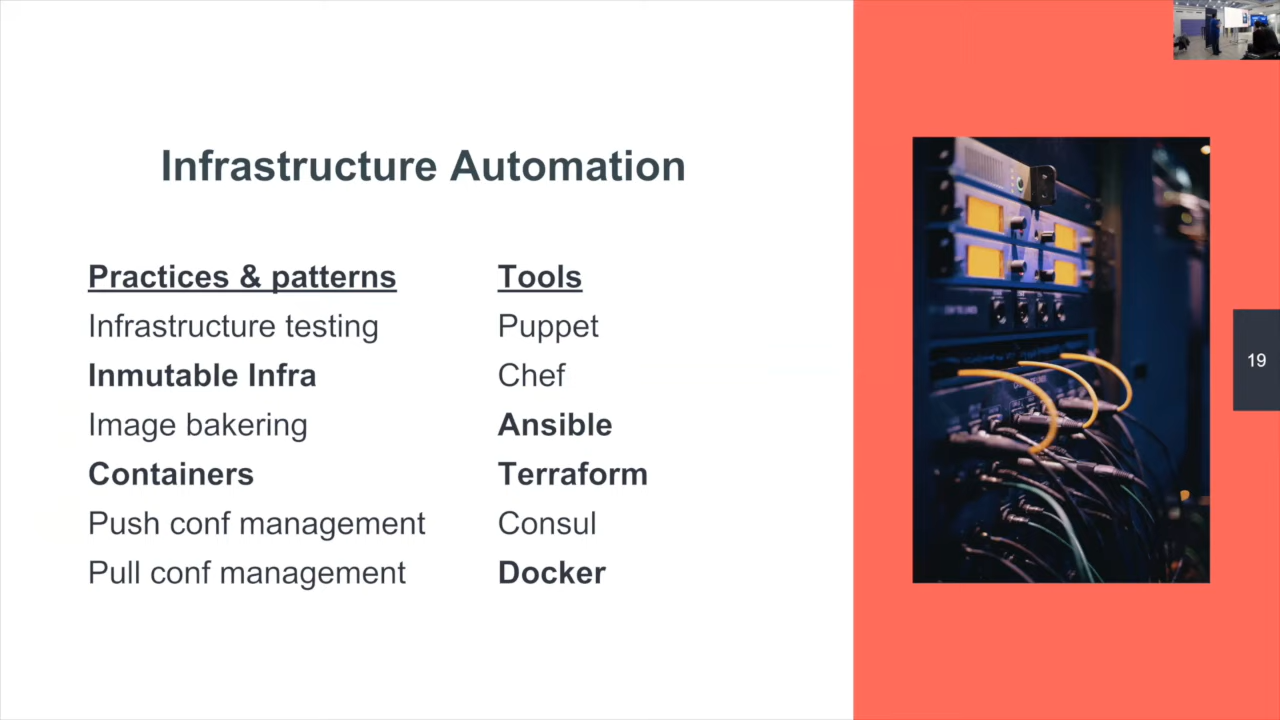 Infrastructure Automation
Practices & patterns
Infrastructure testing
Inmutable Infra
Image bakering
Containers
Push conf management
Pull conf management
Tools
Puppet
Chef
Ansible
Terraform
Consul
Docker
19